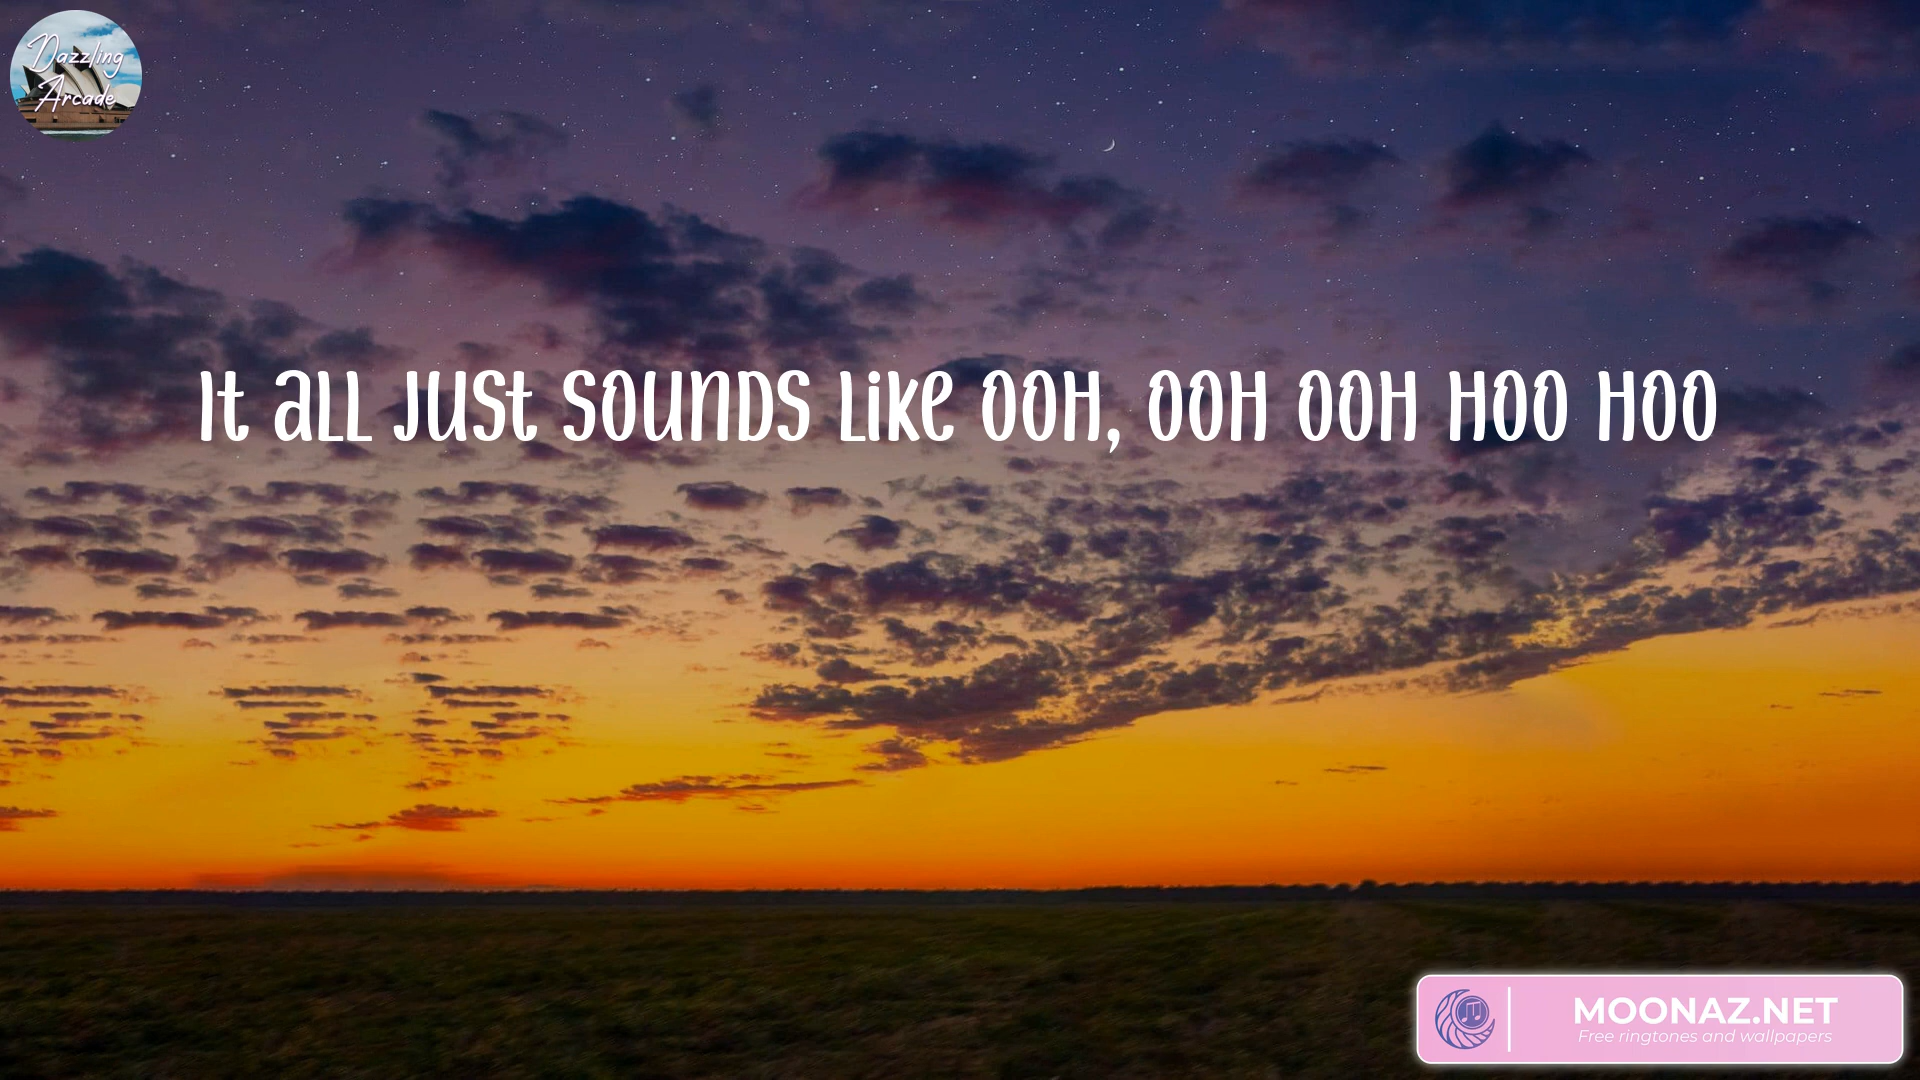 Dazzling
Arcade
It all just sounds like ooh, ooh ooh hoo hoo
MOONAZ.NET
Free ringtones and wallpapers